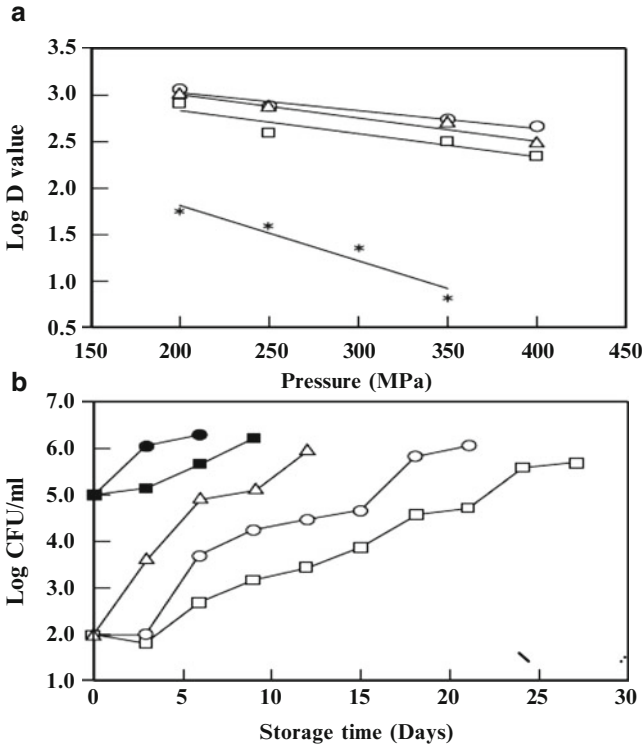 a
3.5
3.0
2.5
2.0
1.5
1.0
0.5
Log D value
150 200 250 300 350 400 450
Pressure (MPa)
b
7.0
6.0
5.0
4.0
3.0
2.0
1.0
Log CFU/ml
0 5 10 15 20 25 30
Storage time (Days)